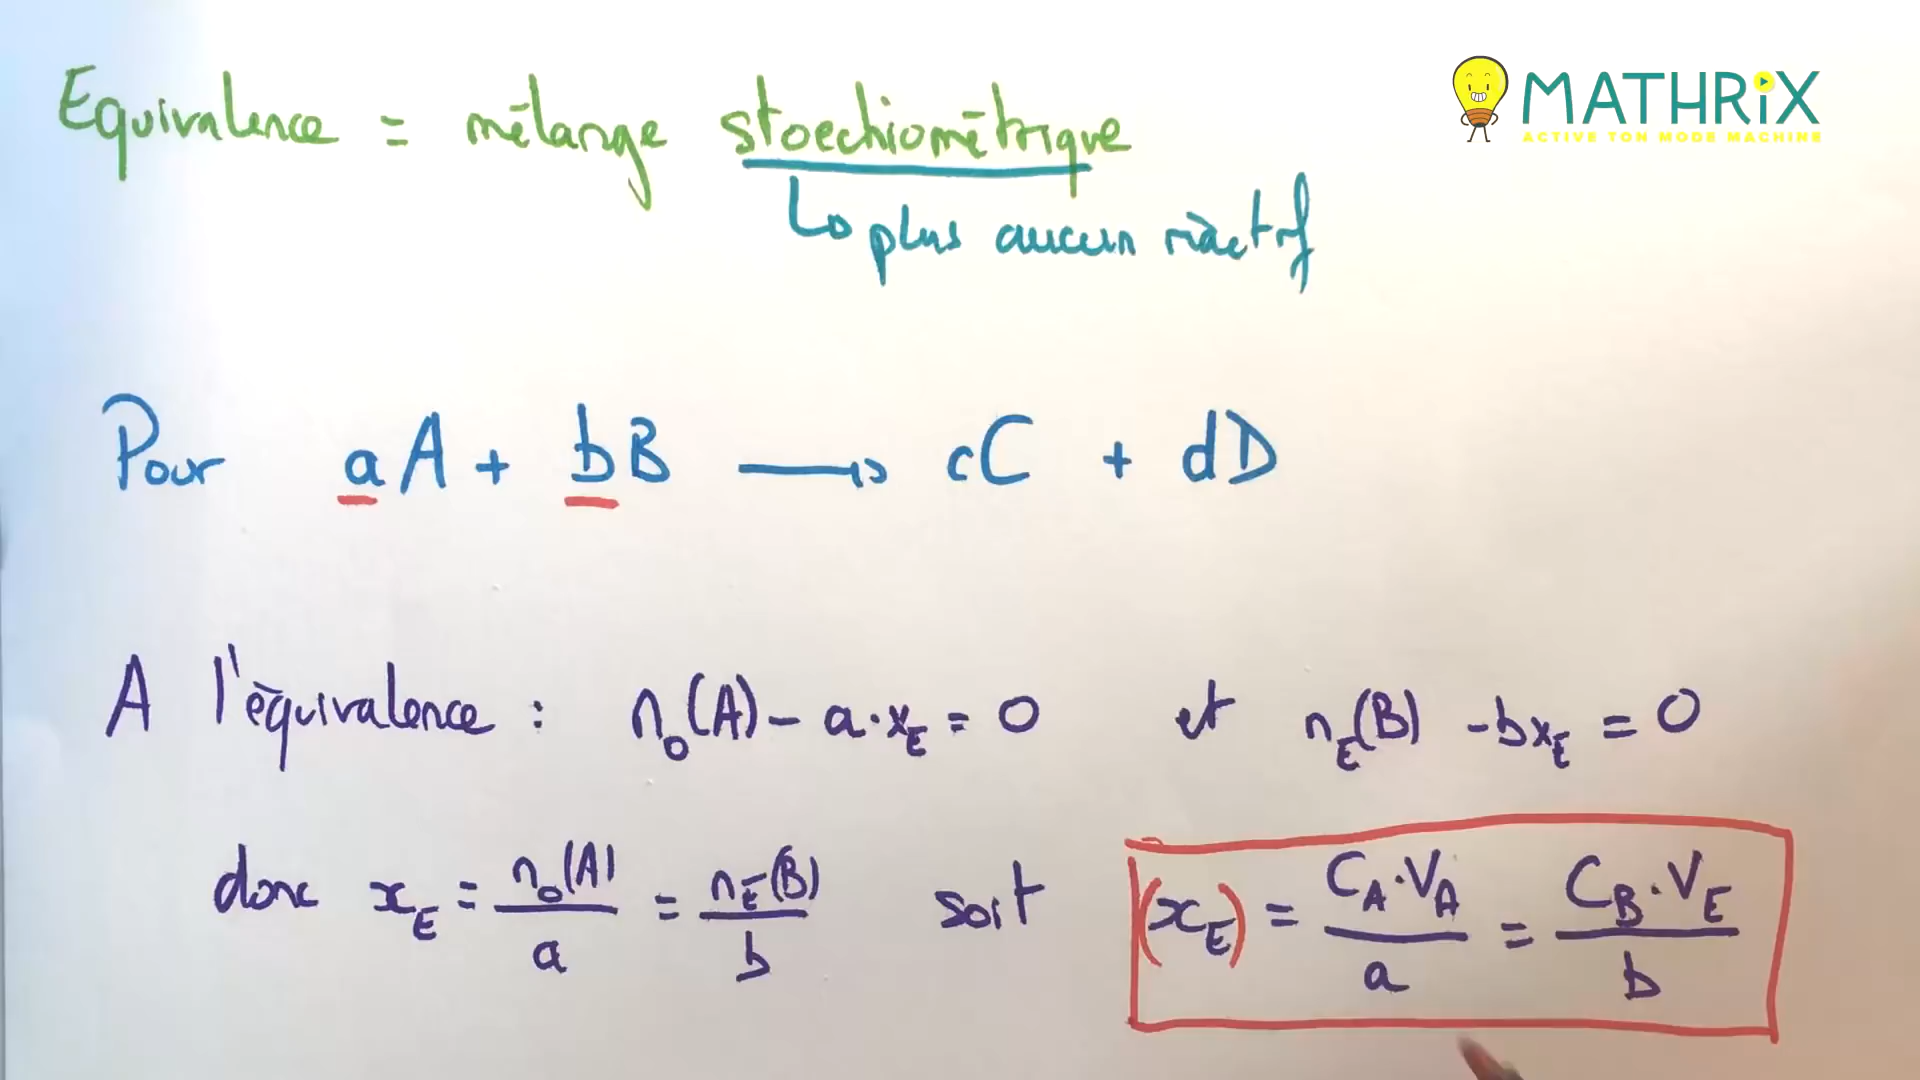 MATHRiX
ACTIVE TON MODE MACHINE
Equivalence = mélange stoechiométrique
↳ plus aucun réactif
Pour aA + bB → cC + dD
A l'équivalence : n₀(A) - a·x_E = 0 et n_E(B) - bx_E = 0
donc x_E = n₀(A)/a = n_E(B)/b soit (x_E) = C_A·V_A/a = C_B·V_E/b